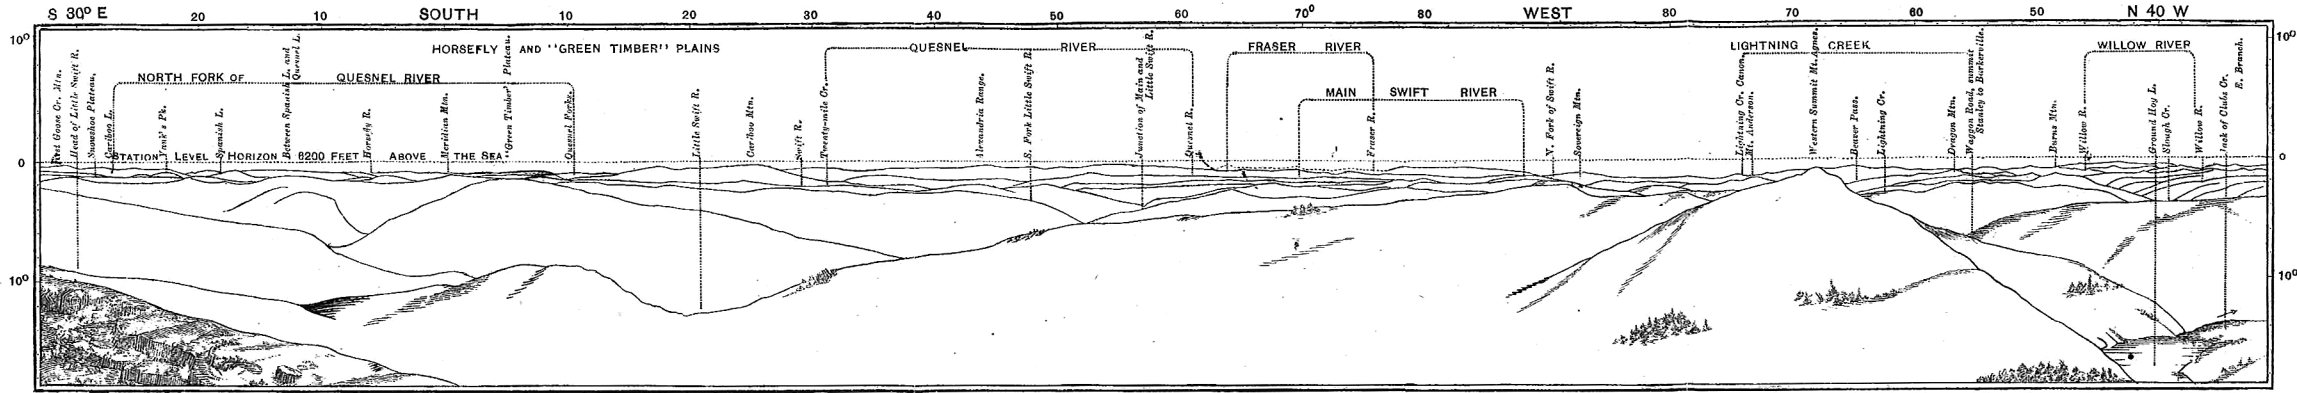 S 30° E 20 10 SOUTH 10 20 30 40 50 60 70° 80 WEST 80 70 60 50 N 40 W
10° 10°
HORSEFLY AND "GREEN TIMBER" PLAINS
QUESNEL RIVER
FRASER RIVER
LIGHTNING CREEK
WILLOW RIVER
NORTH FORK OF QUESNEL RIVER
MAIN SWIFT RIVER
West Goose Cr. Mtn.
Head of Little Swift R.
Snowshoe Plateau.
Cariboo L.
Yank's Pk.
Spanish L.
Between Spanish L. and
Quesnel L.
Horsefly R.
Meridian Mtn.
"Green Timber" Plateau.
Quesnel Forks.
Little Swift R.
Carboo Mtn.
Swift R.
Twenty-mile Cr.
Alexandria Range.
S. Fork Little Swift R.
Junction of Main and
Little Swift R.
Quesnel R.
Fraser R.
N. Fork of Swift R.
Sovereign Mtn.
Lightning Cr. Canon.
Mt. Anderson.
Western Summit Mt. Agnes.
Beaver Pass.
Lightning Cr.
Dragon Mtn.
Waggon Road, summit
Stanley to Barkerville.
Burns Mtn.
Willow R.
Ground Hog L.
Slough Cr.
Willow R.
Jack of Clubs Cr.
E. Branch.
STATION LEVEL HORIZON 6200 FEET ABOVE THE SEA
0 0
10° 10°